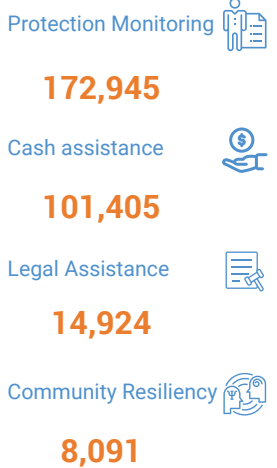 Protection Monitoring
172,945
Cash assistance
101,405
Legal Assistance
14,924
Community Resiliency
8,091